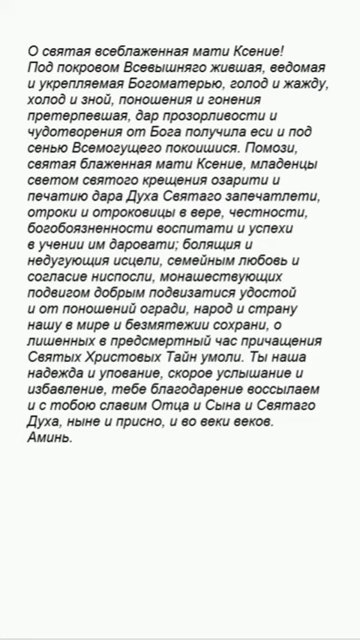 О святая всеблаженная мати Ксение!
Под покровом Всевышняго жившая, ведомая
и укрепляемая Богоматерью, голод и жажду,
холод и зной, поношения и гонения
претерпевшая, дар прозорливости и
чудотворения от Бога получила еси и под
сенью Всемогущего покоишися. Помози,
святая блаженная мати Ксение, младенцы
светом святого крещения озарити и
печатию дара Духа Святаго запечатлети,
отроки и отроковицы в вере, честности,
богобоязненности воспитати и успехи
в учении им даровати; болящия и
недугующия исцели, семейным любовь и
согласие ниспосли, монашествующих
подвигом добрым подвизатися удостой
и от поношений огради, народ и страну
нашу в мире и безмятежии сохрани, о
лишенных в предсмертный час причащения
Святых Христовых Тайн умоли. Ты наша
надежда и упование, скорое услышание и
избавление, тебе благодарение воссылаем
и с тобою славим Отца и Сына и Святаго
Духа, ныне и присно, и во веки веков.
Аминь.